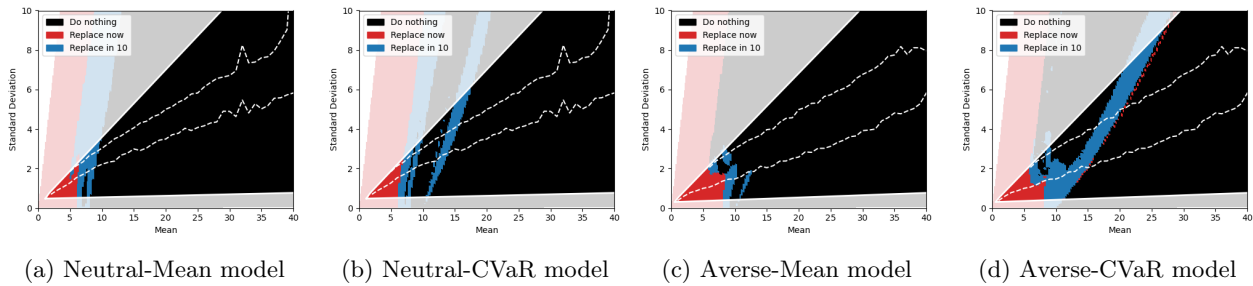 10
8
6
4
2
0
Standard Deviation
Do nothing
Replace now
Replace in 10
0 5 10 15 20 25 30 35 40
Mean
(a) Neutral-Mean model
10
8
6
4
2
0
Standard Deviation
Do nothing
Replace now
Replace in 10
0 5 10 15 20 25 30 35 40
Mean
(b) Neutral-CVaR model
10
8
6
4
2
0
Standard Deviation
Do nothing
Replace now
Replace in 10
0 5 10 15 20 25 30 35 40
Mean
(c) Averse-Mean model
10
8
6
4
2
0
Standard Deviation
Do nothing
Replace now
Replace in 10
0 5 10 15 20 25 30 35 40
Mean
(d) Averse-CVaR model